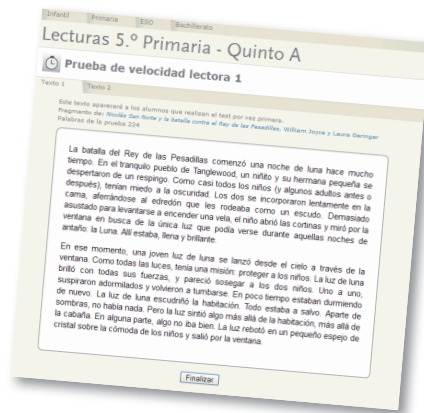 Infantil Primaria ESO Bachillerato
Lecturas 5.º Primaria - Quinto A
Prueba de velocidad lectora 1
Texto 1 Texto 2
Este texto aparecerá a los alumnos que realizan el test por vez primera.
Fragmento de: Nicolás San Norte y la batalla contra el Rey de las Pesadillas, William Joyce y Laura Geringer
Palabras de la prueba 224
La batalla del Rey de las Pesadillas comenzó una noche de luna hace mucho
tiempo. En el tranquilo pueblo de Tanglewood, un niñito y su hermana pequeña se
despertaron de un respingo. Como casi todos los niños (y algunos adultos antes o
después), tenían miedo a la oscuridad. Los dos se incorporaron lentamente en la
cama, aferrándose al edredón que les rodeaba como un escudo. Demasiado
asustado para levantarse a encender una vela, el niño abrió las cortinas y miró por la
ventana en busca de la única luz que podía verse durante aquellas noches de
antaño: la Luna. Allí estaba, llena y brillante.
En ese momento, una joven luz de luna se lanzó desde el cielo a través de la
ventana. Como todas las luces, tenía una misión: proteger a los niños. La luz de luna
brilló con todas sus fuerzas, y pareció sosegar a los dos niños. Uno a uno,
suspiraron adormilados y volvieron a tumbarse. En poco tiempo estaban durmiendo
de nuevo. La luz de luna escudriñó la habitación. Todo estaba a salvo. Aparte de
sombras, no había nada. Pero la luz sintió algo más allá de la habitación, más allá de
la cabaña. En alguna parte, algo no iba bien. La luz rebotó en un pequeño espejo de
cristal sobre la cómoda de los niños y salió por la ventana.
Finalizar